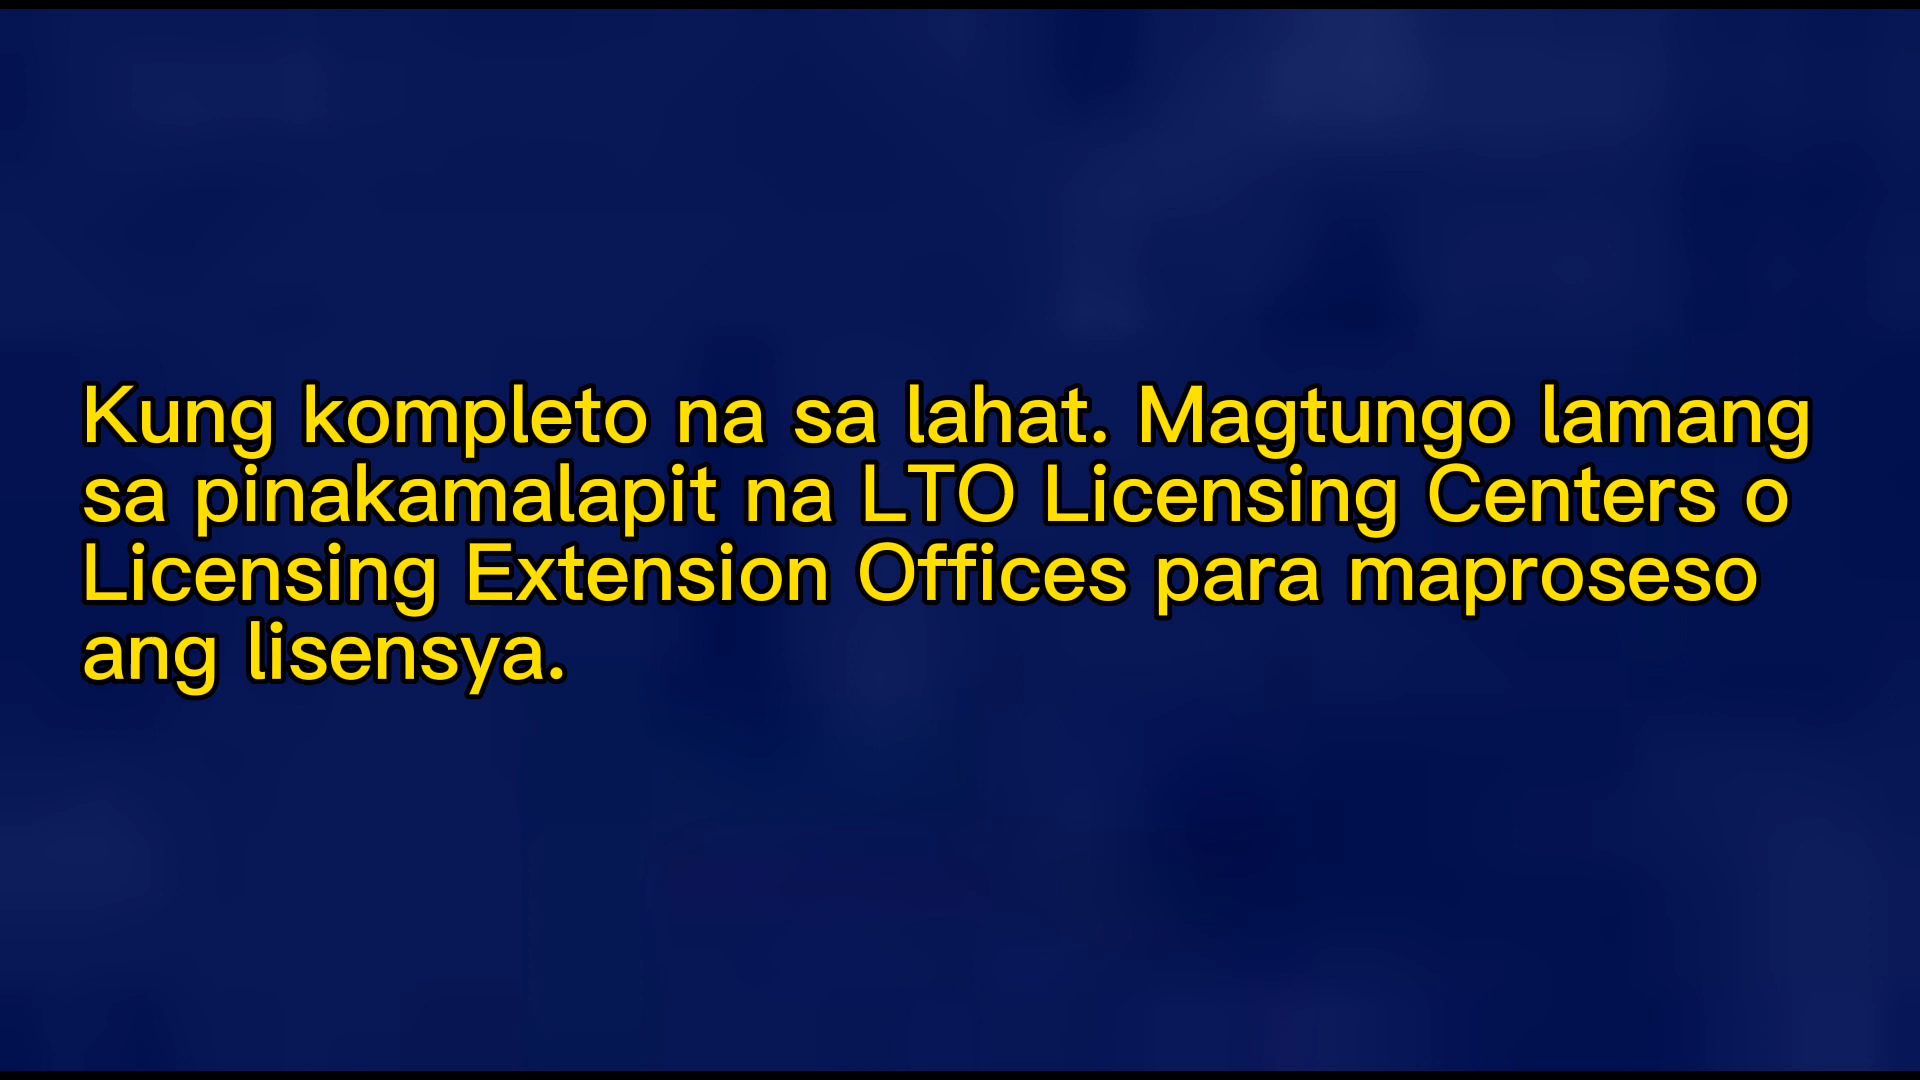 Kung kompleto na sa lahat. Magtungo lamang
sa pinakamalapit na LTO Licensing Centers o
Licensing Extension Offices para maproseso
ang lisensya.